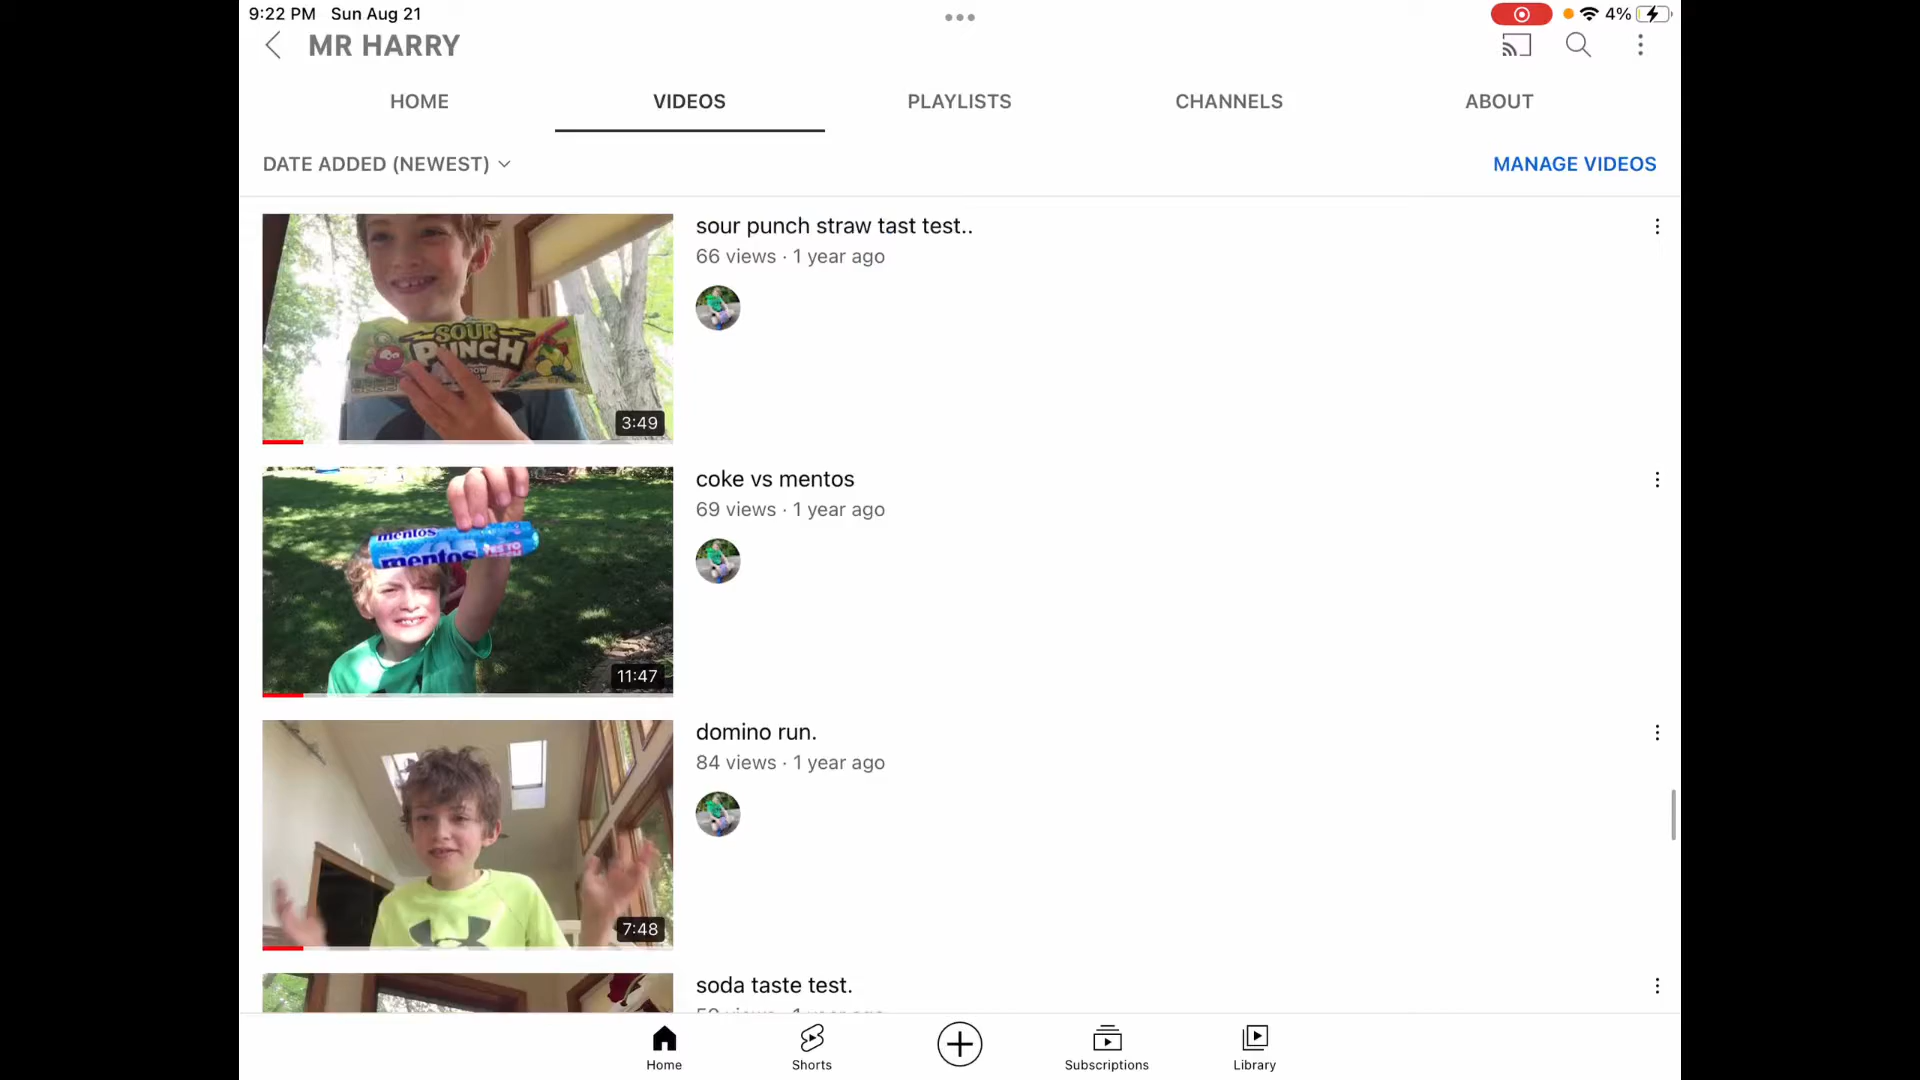 9:22 PM Sun Aug 21
4%
MR HARRY
HOME VIDEOS PLAYLISTS CHANNELS ABOUT
DATE ADDED (NEWEST)
MANAGE VIDEOS
sour punch straw tast test..
66 views · 1 year ago
SOUR
PUNCH
3:49
coke vs mentos
69 views · 1 year ago
mentos
mentos
11:47
domino run.
84 views · 1 year ago
7:48
soda taste test.
Home Shorts Subscriptions Library